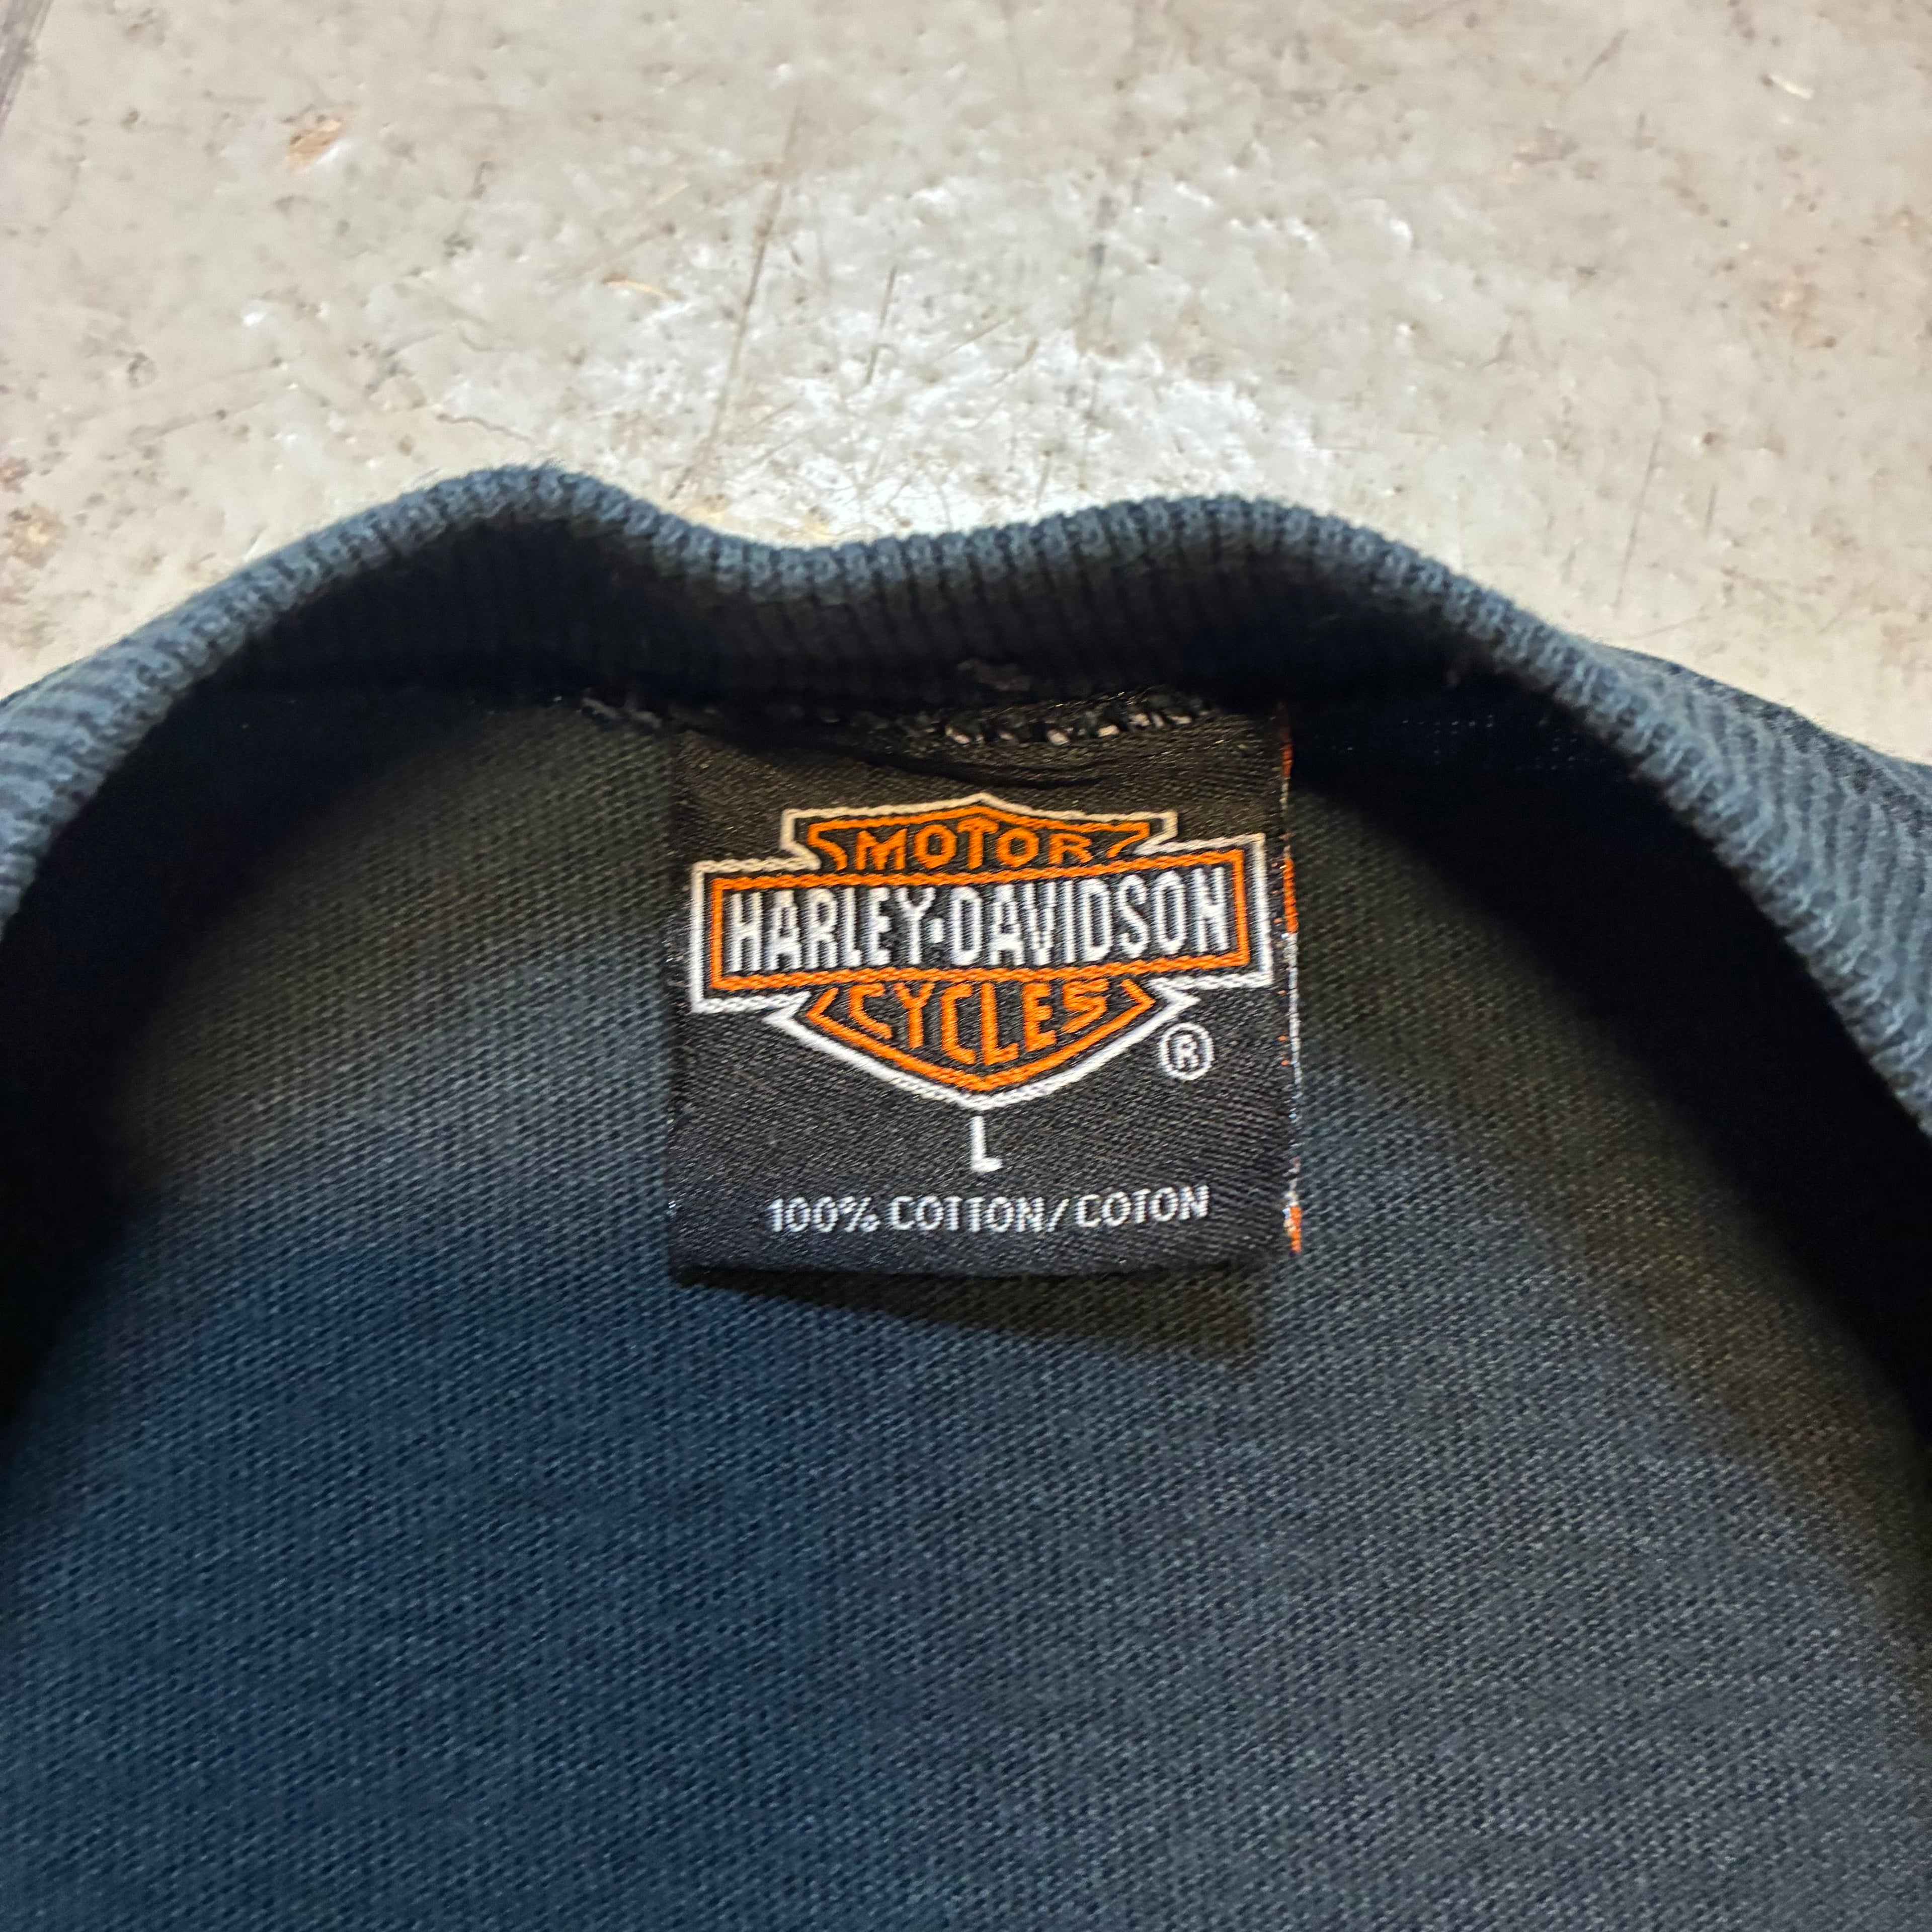 MOTOR
HARLEY-DAVIDSON
CYCLES
®
L
100% COTTON/COTON